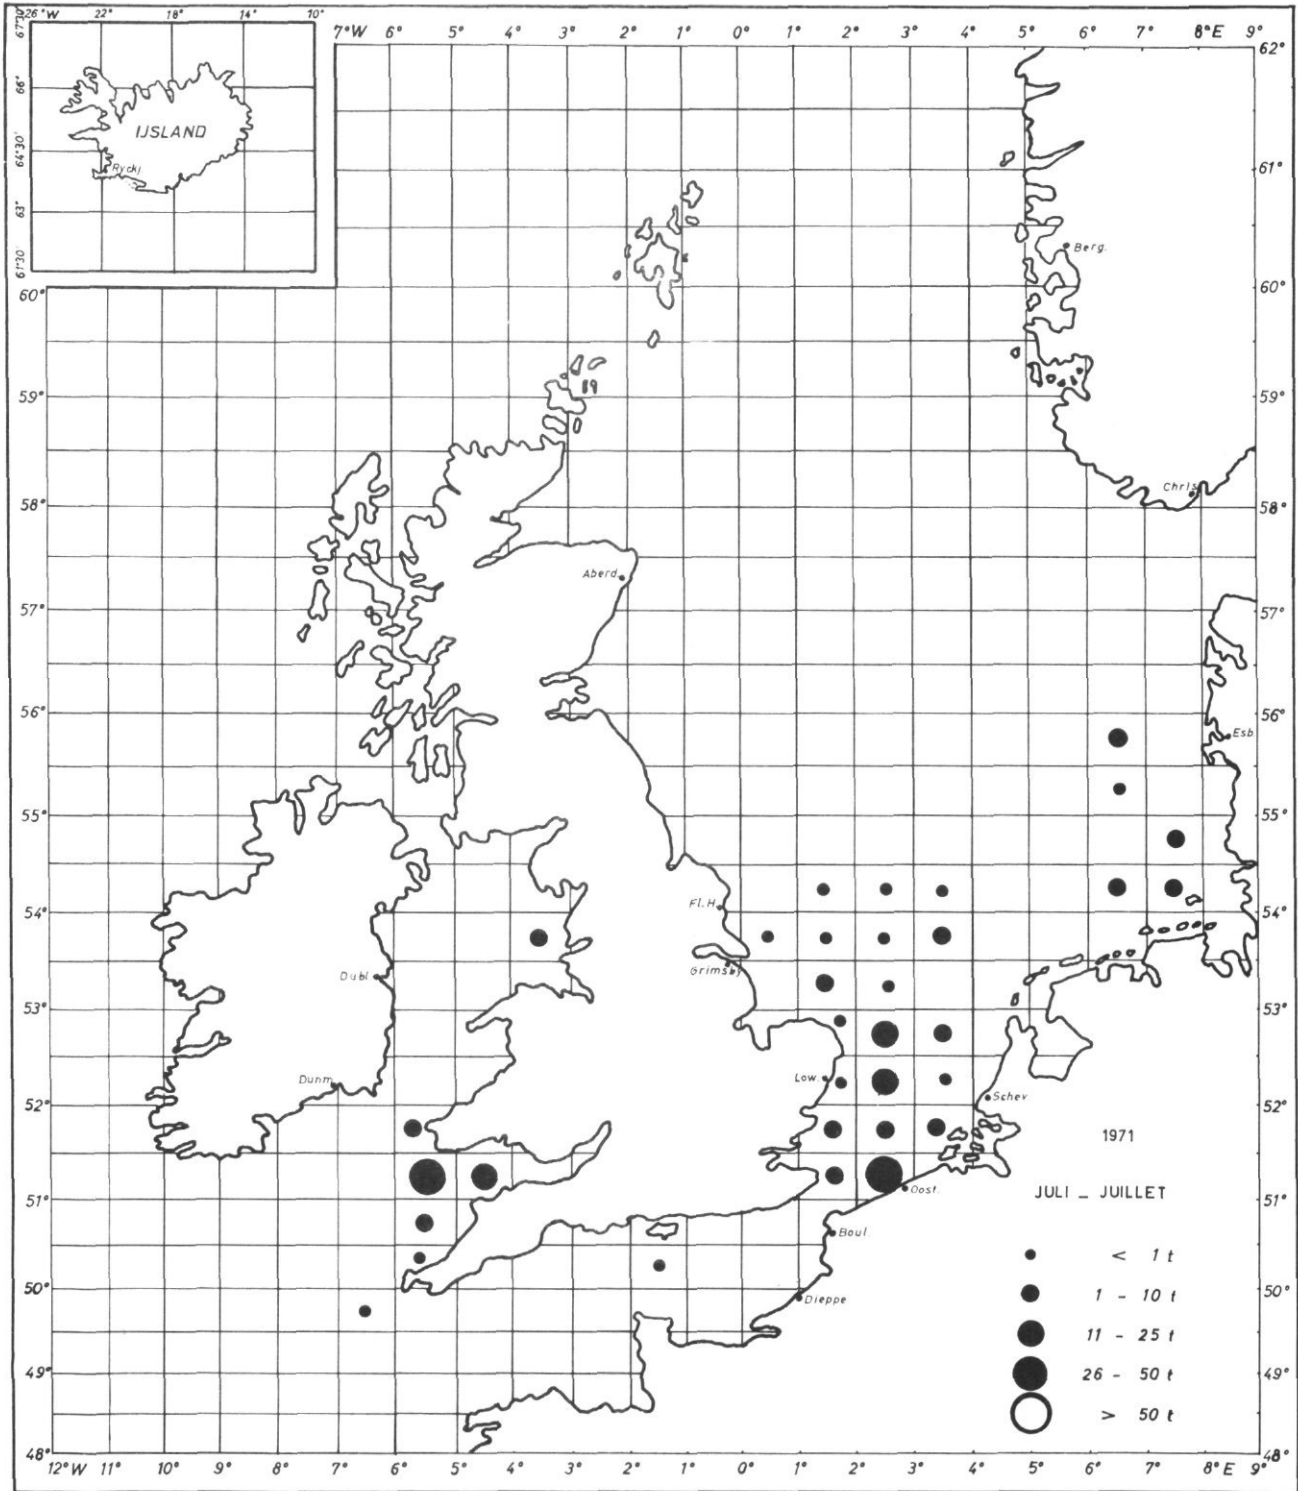 26°W 22° 18° 14° 10°
67°30'
66°
64°30'
63°
61°30'
IJSLAND
Ryckj.
7°W 6° 5° 4° 3° 2° 1° 0° 1° 2° 3° 4° 5° 6° 7° 8°E 9°
62°
61°
Berg.
60° 60°
59° 59°
Chris
58° 58°
Aberd
57° 57°
56° 56°
Esb
55° 55°
54° 54°
Fl.H
Dubl
Grimsby
53° 53°
Low
Dunm
Schev
52° 52°
1971
51° 51°
Oost.
JULI _ JUILLET
Boul
< 1 t
50° 50°
Dieppe
1 - 10 t
11 - 25 t
49° 49°
26 - 50 t
> 50 t
48° 48°
12°W 11° 10° 9° 8° 7° 6° 5° 4° 3° 2° 1° 0° 1° 2° 3° 4° 5° 6° 7° 8°E 9°